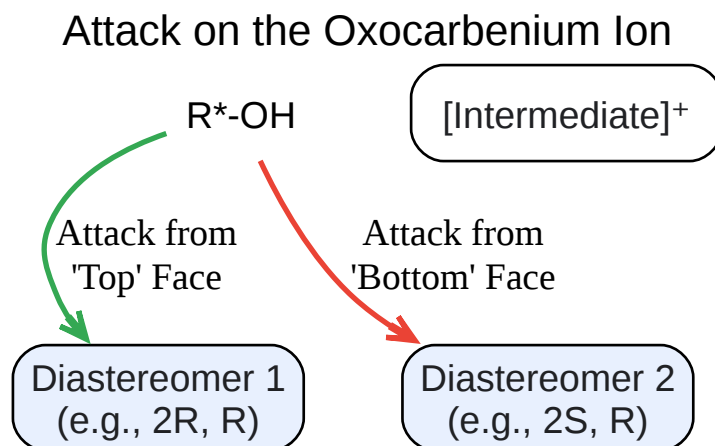 Attack on the Oxocarbenium Ion
R*-OH
[Intermediate]⁺
Attack from
'Top' Face
Attack from
'Bottom' Face
Diastereomer 1
(e.g., 2R, R)
Diastereomer 2
(e.g., 2S, R)